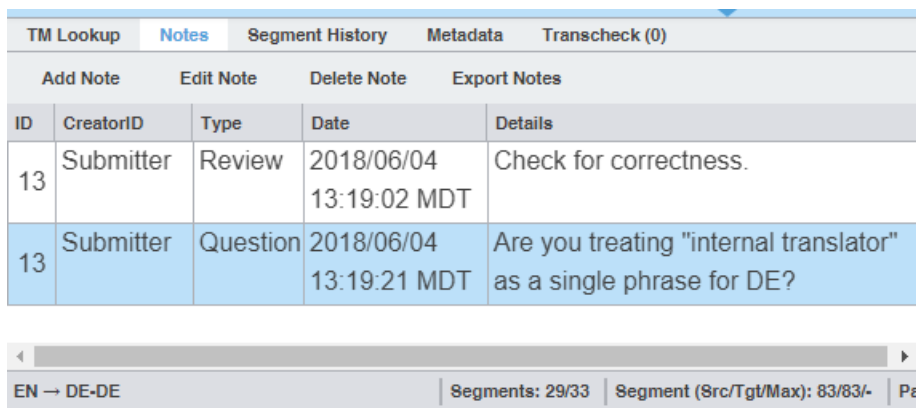 TM Lookup Notes Segment History Metadata Transcheck (0)
Add Note Edit Note Delete Note Export Notes
ID CreatorID Type Date Details
13 Submitter Review 2018/06/04 13:19:02 MDT Check for correctness.
13 Submitter Question 2018/06/04 13:19:21 MDT Are you treating "internal translator" as a single phrase for DE?
EN → DE-DE Segments: 29/33 Segment (Src/Tgt/Max): 83/83/-